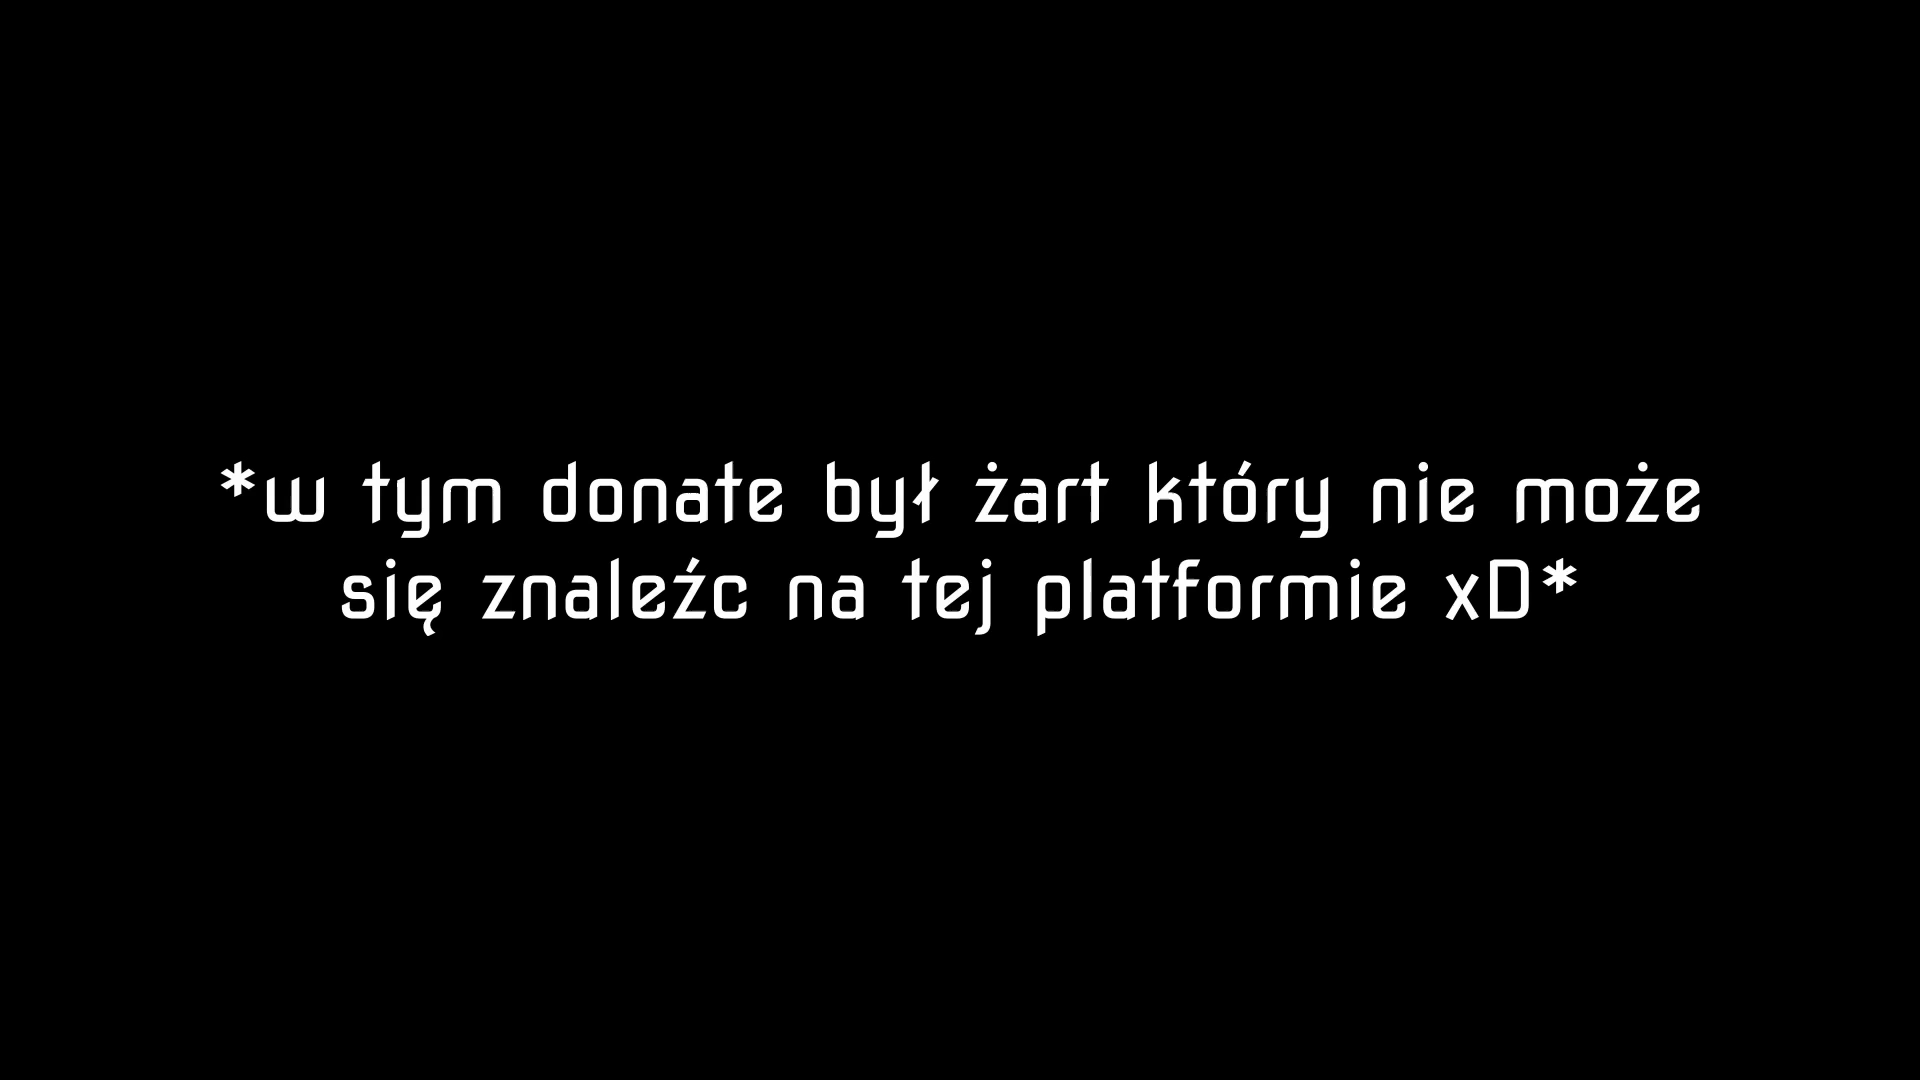 *w tym donate był żart który nie może
się znaleźc na tej platformie xD*